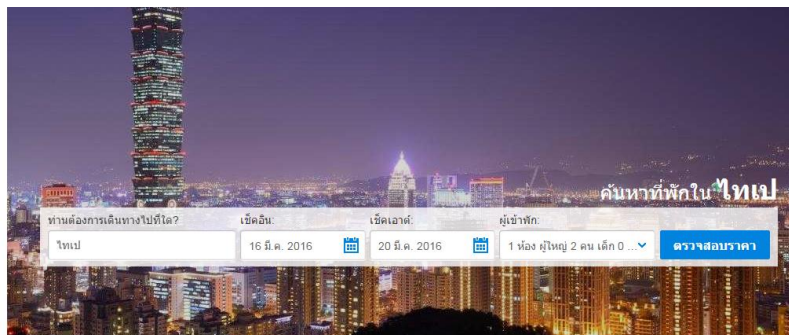 ค้นหาที่พักใน ไทเป
ท่านต้องการเดินทางไปที่ใด? เช็คอิน: เช็คเอาต์: ผู้เข้าพัก:
ไทเป 16 มี.ค. 2016 20 มี.ค. 2016 1 ห้อง ผู้ใหญ่ 2 คน เด็ก 0 ... ตรวจสอบราคา